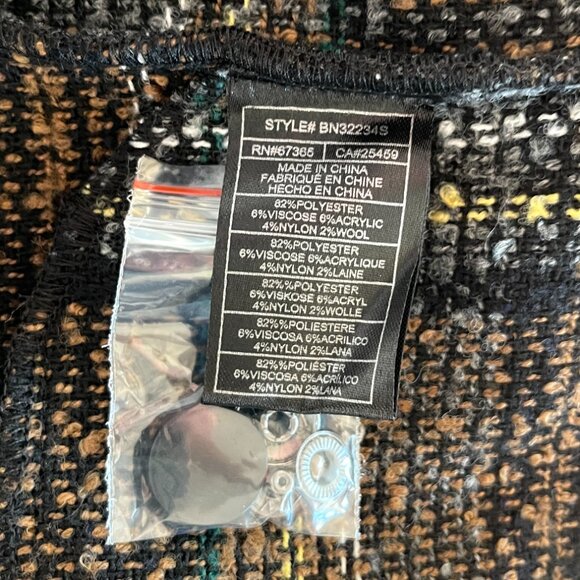 STYLE# BN32234S
RN#67365 CA#25459
MADE IN CHINA
FABRIQUÉ EN CHINE
HECHO EN CHINA
82%POLYESTER
6%VISCOSE 6%ACRYLIC
4%NYLON 2%WOOL
82%POLYESTER
6%VISCOSE 6%ACRYLIQUE
4%NYLON 2%LAINE
82%%POLYESTER
6%VISKOSE 6%ACRYL
4%NYLON 2%WOLLE
82%%POLIESTERE
6%VISCOSA 6%ACRILICO
4%NYLON 2%LANA
82%%POLIÉSTER
6%VISCOSA 6%ACRÍLICO
4%NYLON 2%LANA